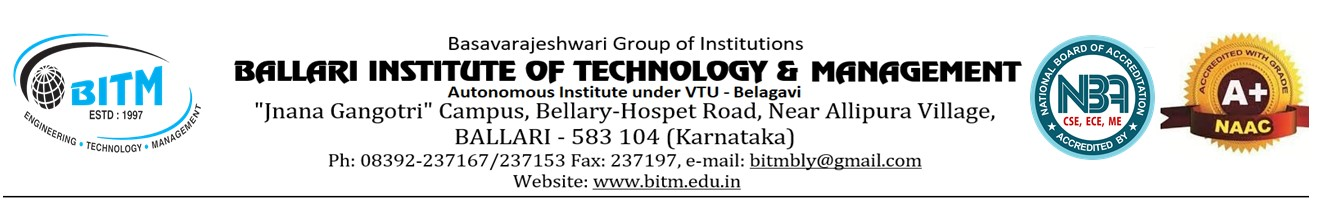 BITM
ESTD : 1997
ENGINEERING • TECHNOLOGY • MANAGEMENT
Basavarajeshwari Group of Institutions
BALLARI INSTITUTE OF TECHNOLOGY & MANAGEMENT
Autonomous Institute under VTU - Belagavi
"Jnana Gangotri" Campus, Bellary-Hospet Road, Near Allipura Village,
BALLARI - 583 104 (Karnataka)
Ph: 08392-237167/237153 Fax: 237197, e-mail: bitmbly@gmail.com
Website: www.bitm.edu.in
NATIONAL BOARD OF ACCREDITATION
NBA
CSE, ECE, ME
ACCREDITED BY
ACCREDITED WITH GRADE
A+
NAAC